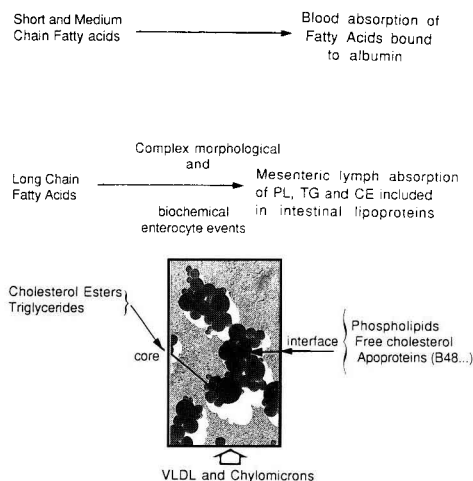 Short and Medium
Chain Fatty acids
Blood absorption of
Fatty Acids bound
to albumin
Complex morphological
and
Long Chain
Fatty Acids
Mesenteric lymph absorption
of PL, TG and CE included
in intestinal lipoproteins
biochemical
enterocyte events
Cholesterol Esters
Triglycerides
core
interface
Phospholipids
Free cholesterol
Apoproteins (B48...)
VLDL and Chylomicrons